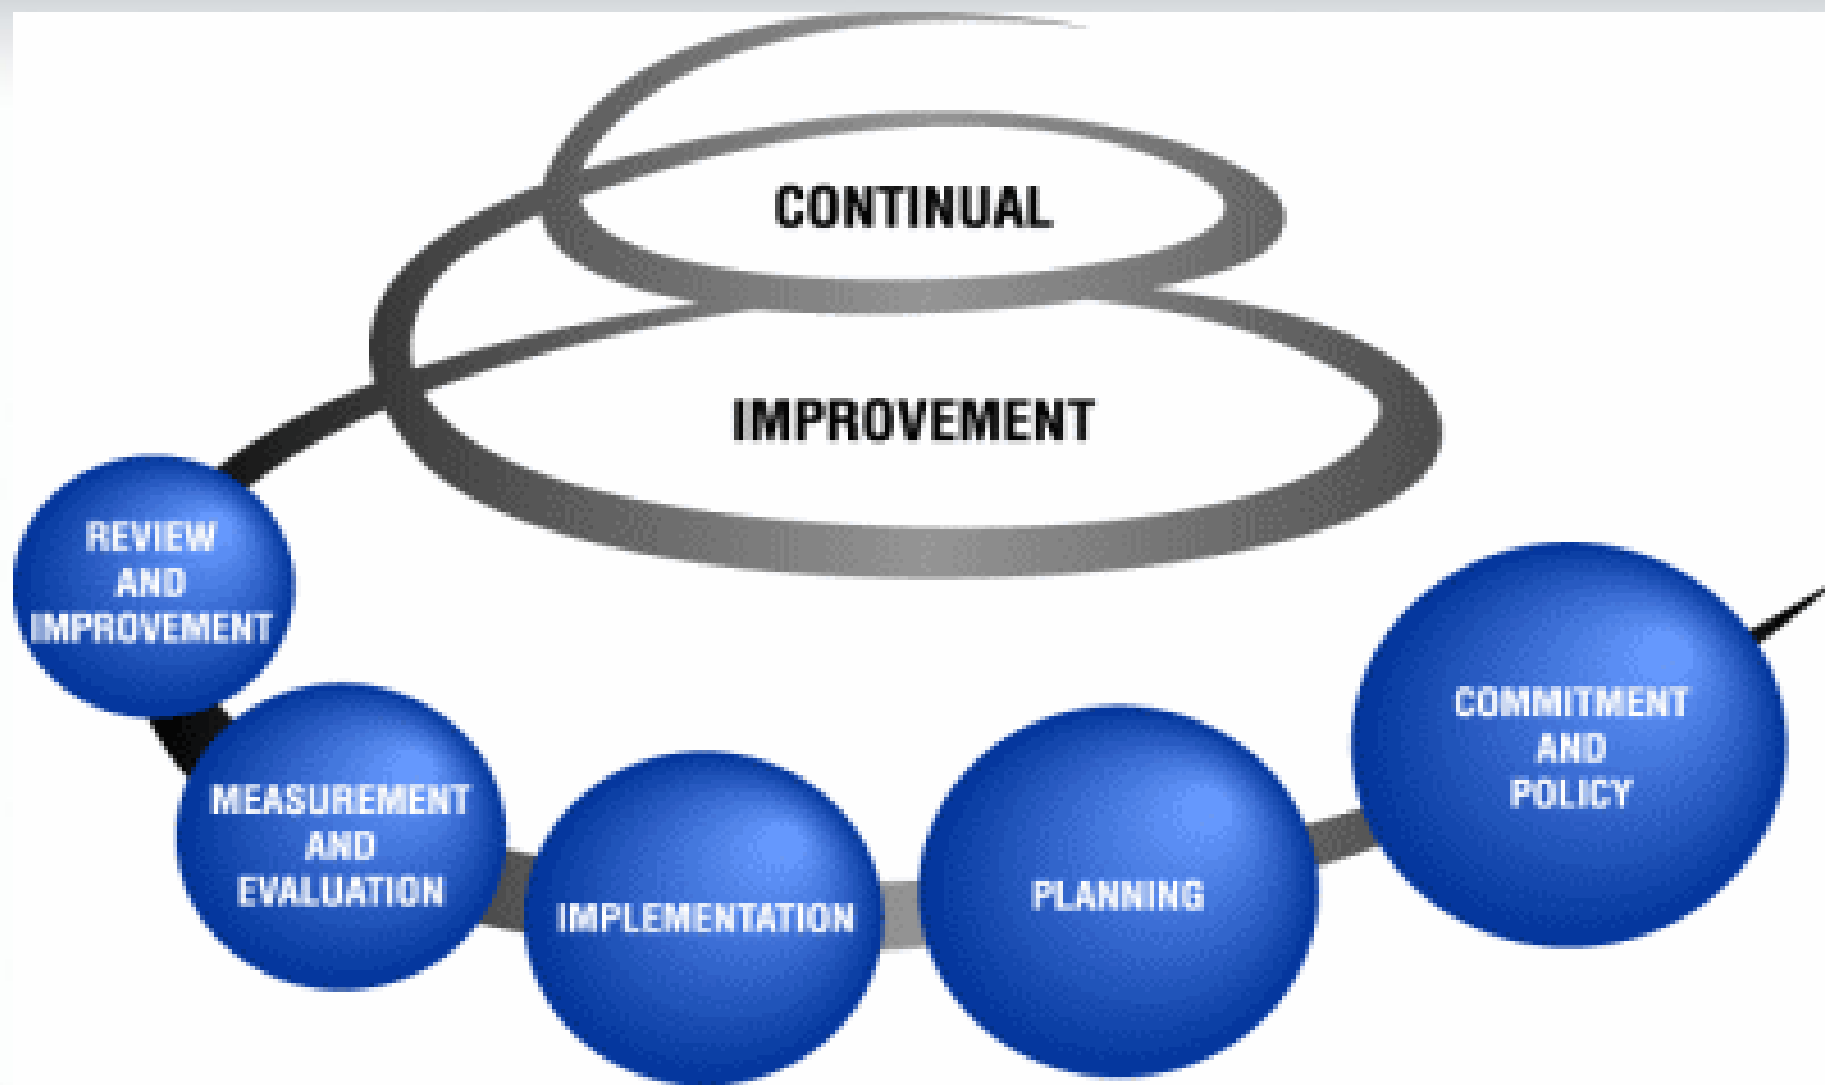 CONTINUAL
IMPROVEMENT
REVIEW
AND
IMPROVEMENT
MEASUREMENT
AND
EVALUATION
IMPLEMENTATION
PLANNING
COMMITMENT
AND
POLICY